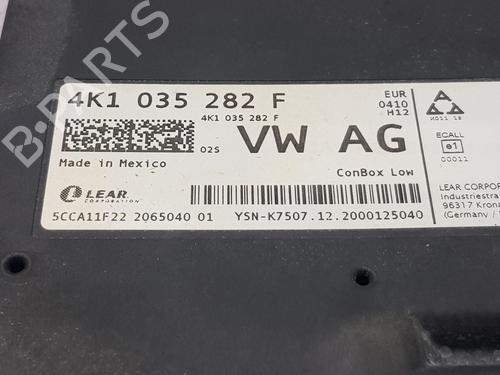 B-PARTS
4K1 035 282 F
EUR
0410
H12
4K1 035 282 F
02S
VW AG
ECALL
e1
00011
Made in Mexico
ConBox Low
LEAR
CORPORATION
LEAR CORPOR
Industriestra
96317 Krona
(Germany /
5CCA11F22 2065040 01
YSN-K7507.12.2000125040